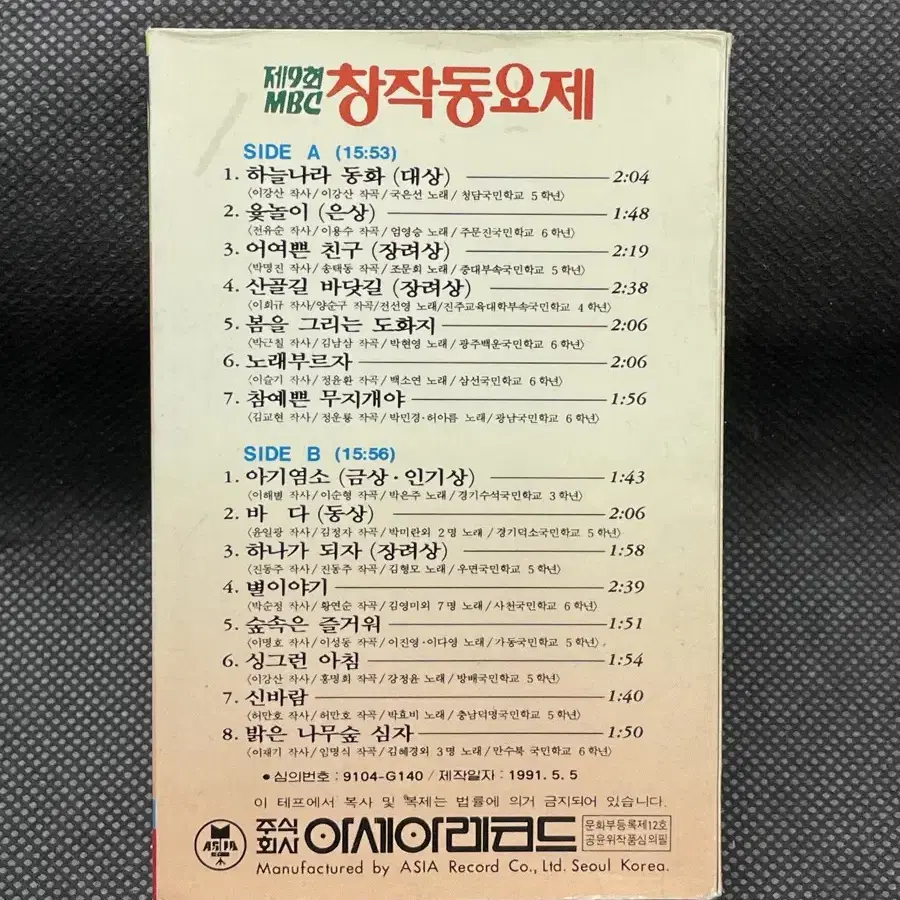 제9회 MBC 창작동요제
SIDE A (15:53)
1. 하늘나라 동화 (대상) 2:04
(이강산 작사/이강산 작곡/국은선 노래/청담국민학교 5학년)
2. 윷놀이 (은상) 1:48
(전유순 작사/이용수 작곡/엄영승 노래/주문진국민학교 6학년)
3. 어여쁜 친구 (장려상) 2:19
(박명진 작사/송택동 작곡/조문희 노래/중대부속국민학교 5학년)
4. 산골길 바닷길 (장려상) 2:38
(이회규 작사/양순구 작곡/전선영 노래/진주교육대학부속국민학교 4학년)
5. 봄을 그리는 도화지 2:06
(박근칠 작사/김남삼 작곡/박현영 노래/광주백운국민학교 6학년)
6. 노래부르자 2:06
(이슬기 작사/정윤환 작곡/백소연 노래/삼선국민학교 6학년)
7. 참예쁜 무지개야 1:56
(김교현 작사/정운룡 작곡/박민경·허아름 노래/광남국민학교 6학년)
SIDE B (15:56)
1. 아기염소 (금상·인기상) 1:43
(이해별 작사/이순형 작곡/박은주 노래/경기수석국민학교 3학년)
2. 바 다 (동상) 2:06
(윤일광 작사/김정자 작곡/박미란외 2명 노래/경기덕소국민학교 5학년)
3. 하나가 되자 (장려상) 1:58
(진동주 작사/진동주 작곡/김형모 노래/우면국민학교 5학년)
4. 별이야기 2:39
(박순정 작사/황연순 작곡/김영미외 7명 노래/사천국민학교 6학년)
5. 숲속은 즐거워 1:51
(이명호 작사/이성동 작곡/이진영·이다영 노래/가동국민학교 5학년)
6. 싱그런 아침 1:54
(이강산 작사/홍명희 작곡/강정윤 노래/방배국민학교 5학년)
7. 신바람 1:40
(허만호 작사/허만호 작곡/박효비 노래/충남덕명국민학교 5학년)
8. 밝은 나무숲 심자 1:50
(이재기 작사/임명식 작곡/김혜경외 3명 노래/만수북 국민학교 6학년)
●심의번호 : 9104-G140 / 제작일자 : 1991. 5. 5
이 테프에서 복사 및 복제는 법률에 의거 금지되어 있습니다.
ASIA 주식회사 아세아레코드 문화부등록제12호
공윤위작품심의필
Manufactured by ASIA Record Co., Ltd. Seoul Korea.